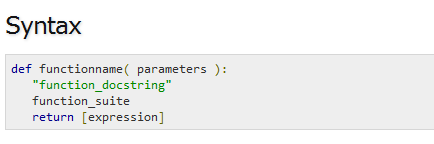 Syntax
def functionname( parameters ):
"function_docstring"
function_suite
return [expression]